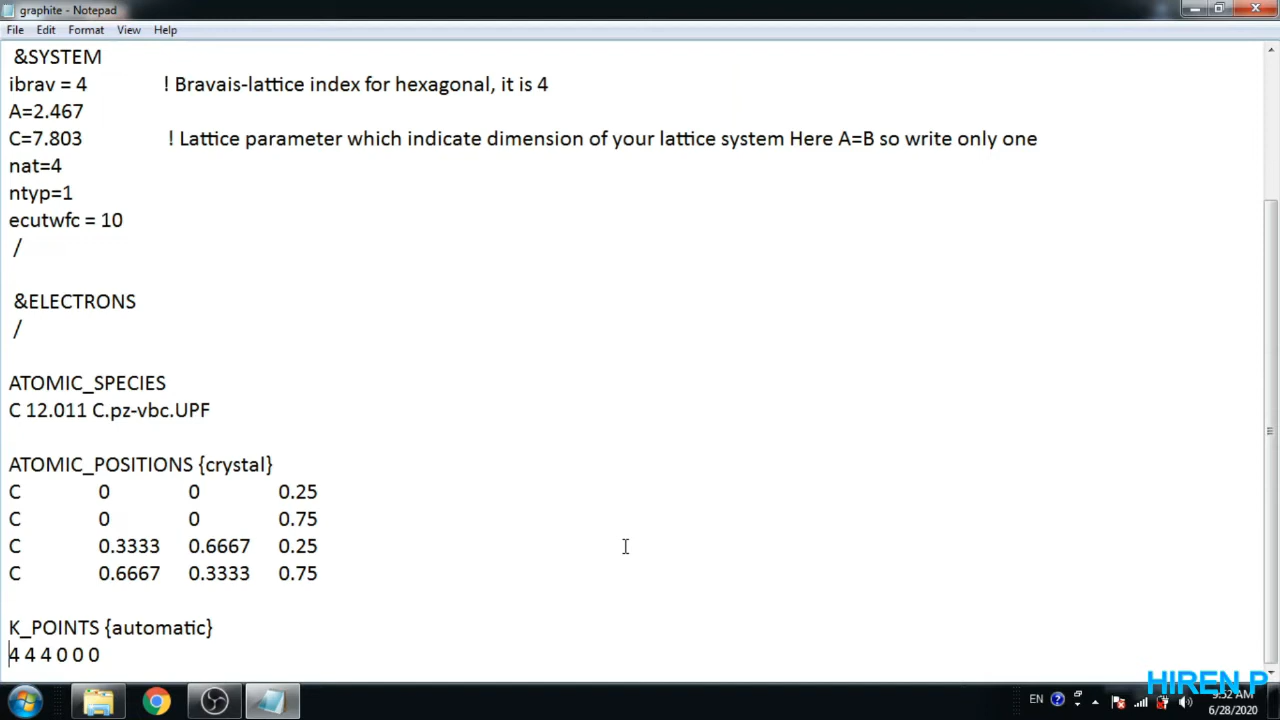 graphite - Notepad
File Edit Format View Help
&SYSTEM
ibrav = 4 ! Bravais-lattice index for hexagonal, it is 4
A=2.467
C=7.803 ! Lattice parameter which indicate dimension of your lattice system Here A=B so write only one
nat=4
ntyp=1
ecutwfc = 10
/
&ELECTRONS
/
ATOMIC_SPECIES
C 12.011 C.pz-vbc.UPF
ATOMIC_POSITIONS {crystal}
C 0 0 0.25
C 0 0 0.75
C 0.3333 0.6667 0.25
C 0.6667 0.3333 0.75
K_POINTS {automatic}
4 4 4 0 0 0
HIREN P
EN
9:52 AM
6/28/2020